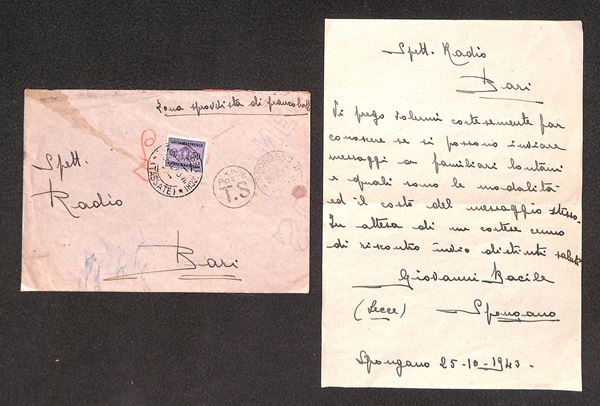 Zona sprovvista di francobolli
Spett.
Radio
Bari
(TASSATE)
T.S
Spett. Radio
Bari
Vi prego volermi cortesemente far
conoscere se si possono inviare
messaggi a familiari lontani
e quali sono le modalità
ed il costo del messaggio stesso.
In attesa di un cortese cenno
di riscontro invio distinti saluti
Giovanni Bacile
(Lecce) Spongano
Spongano 25-10-1943